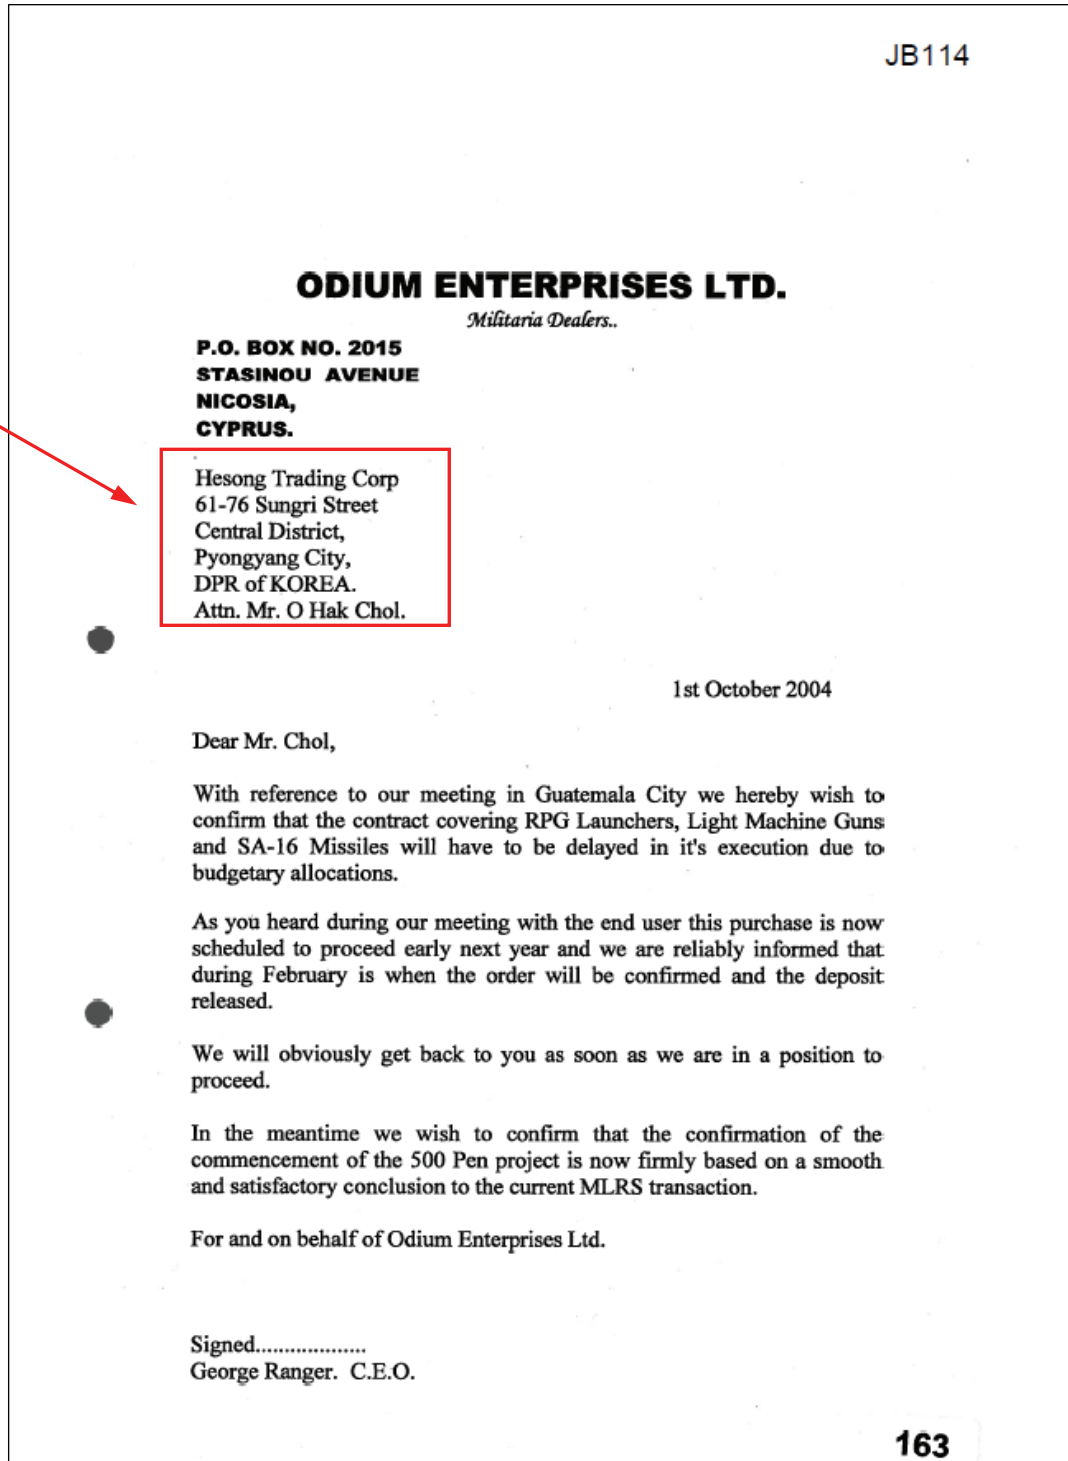 JB114
ODIUM ENTERPRISES LTD.
Militaria Dealers..
P.O. BOX NO. 2015
STASINOU AVENUE
NICOSIA,
CYPRUS.
Hesong Trading Corp
61-76 Sungri Street
Central District,
Pyongyang City,
DPR of KOREA.
Attn. Mr. O Hak Chol.
1st October 2004
Dear Mr. Chol,
With reference to our meeting in Guatemala City we hereby wish to
confirm that the contract covering RPG Launchers, Light Machine Guns
and SA-16 Missiles will have to be delayed in it's execution due to
budgetary allocations.
As you heard during our meeting with the end user this purchase is now
scheduled to proceed early next year and we are reliably informed that
during February is when the order will be confirmed and the deposit
released.
We will obviously get back to you as soon as we are in a position to
proceed.
In the meantime we wish to confirm that the confirmation of the
commencement of the 500 Pen project is now firmly based on a smooth
and satisfactory conclusion to the current MLRS transaction.
For and on behalf of Odium Enterprises Ltd.
Signed...................
George Ranger. C.E.O.
163